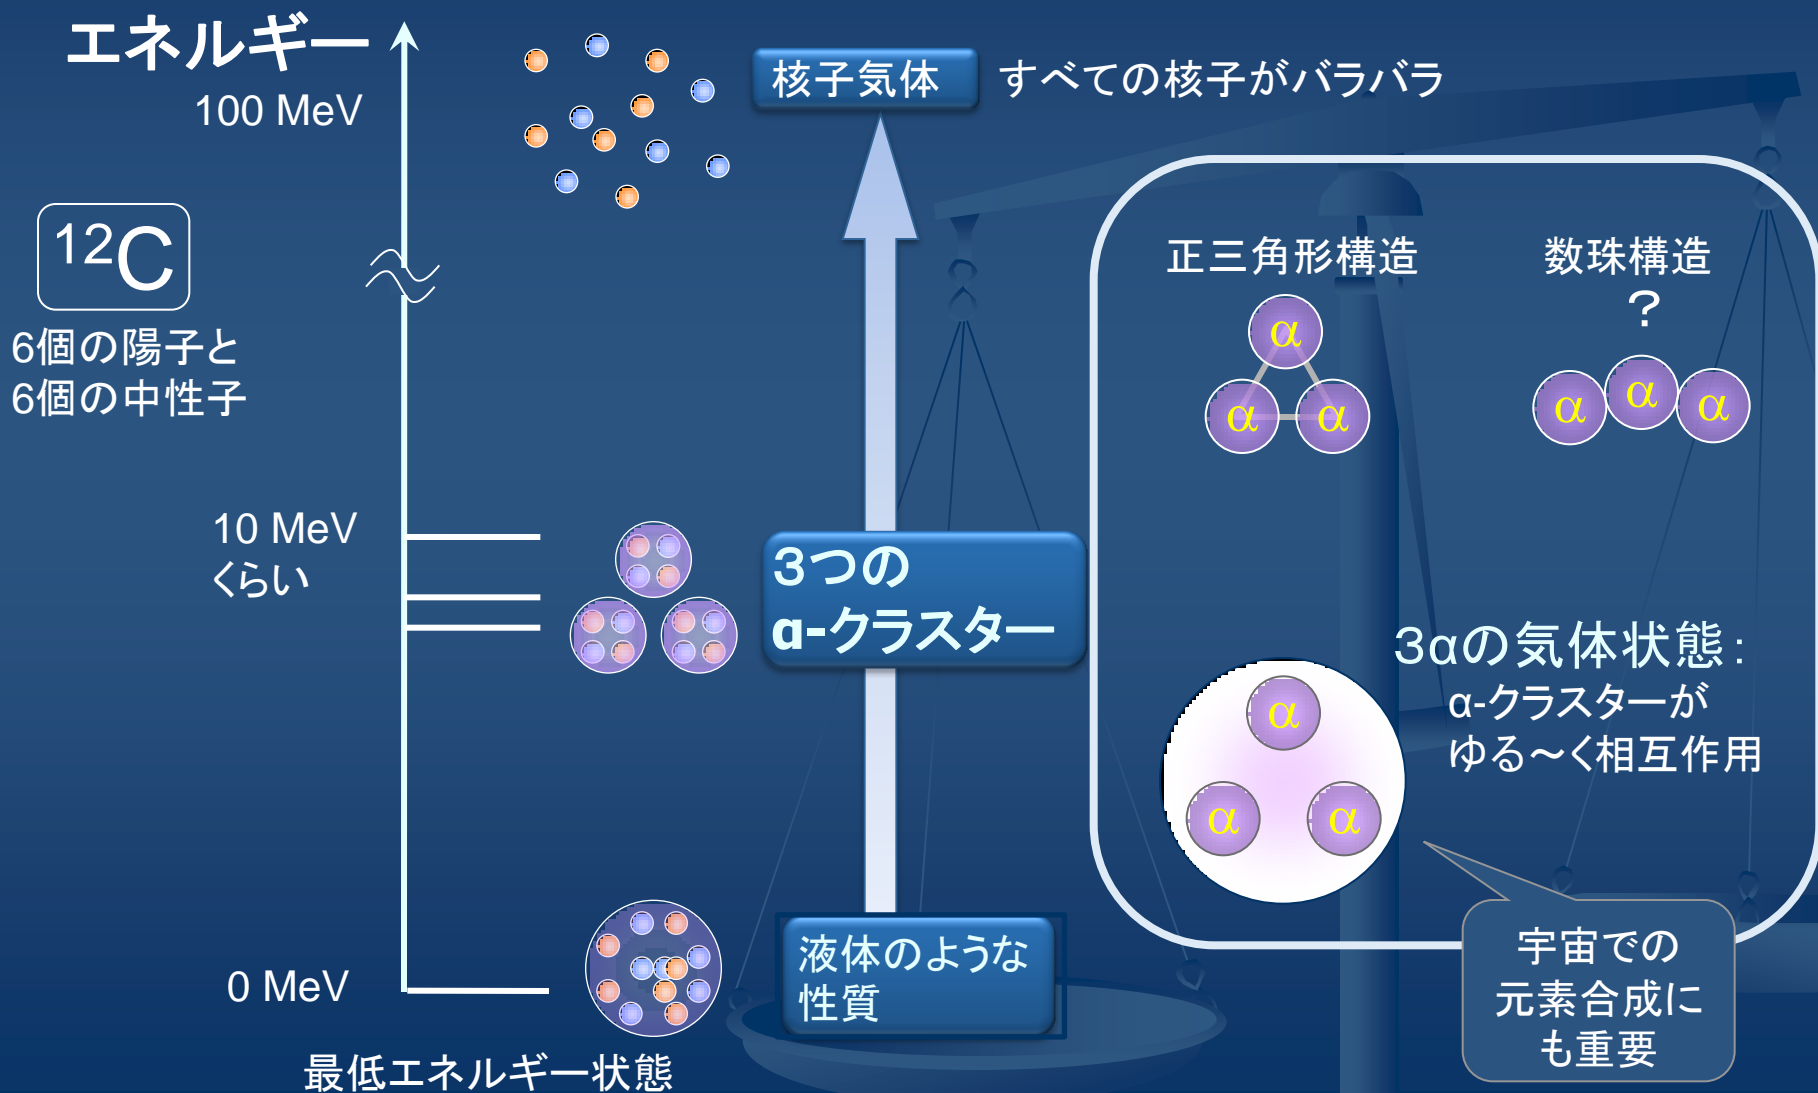 エネルギー
100 MeV
核子気体
すべての核子がバラバラ
12C
6個の陽子と
6個の中性子
正三角形構造
α
α
α
数珠構造
？
α
α
α
10 MeV
くらい
３つの
α-クラスター
３αの気体状態：
α-クラスターが
ゆる～く相互作用
α
α
α
宇宙での
元素合成に
も重要
0 MeV
液体のような
性質
最低エネルギー状態